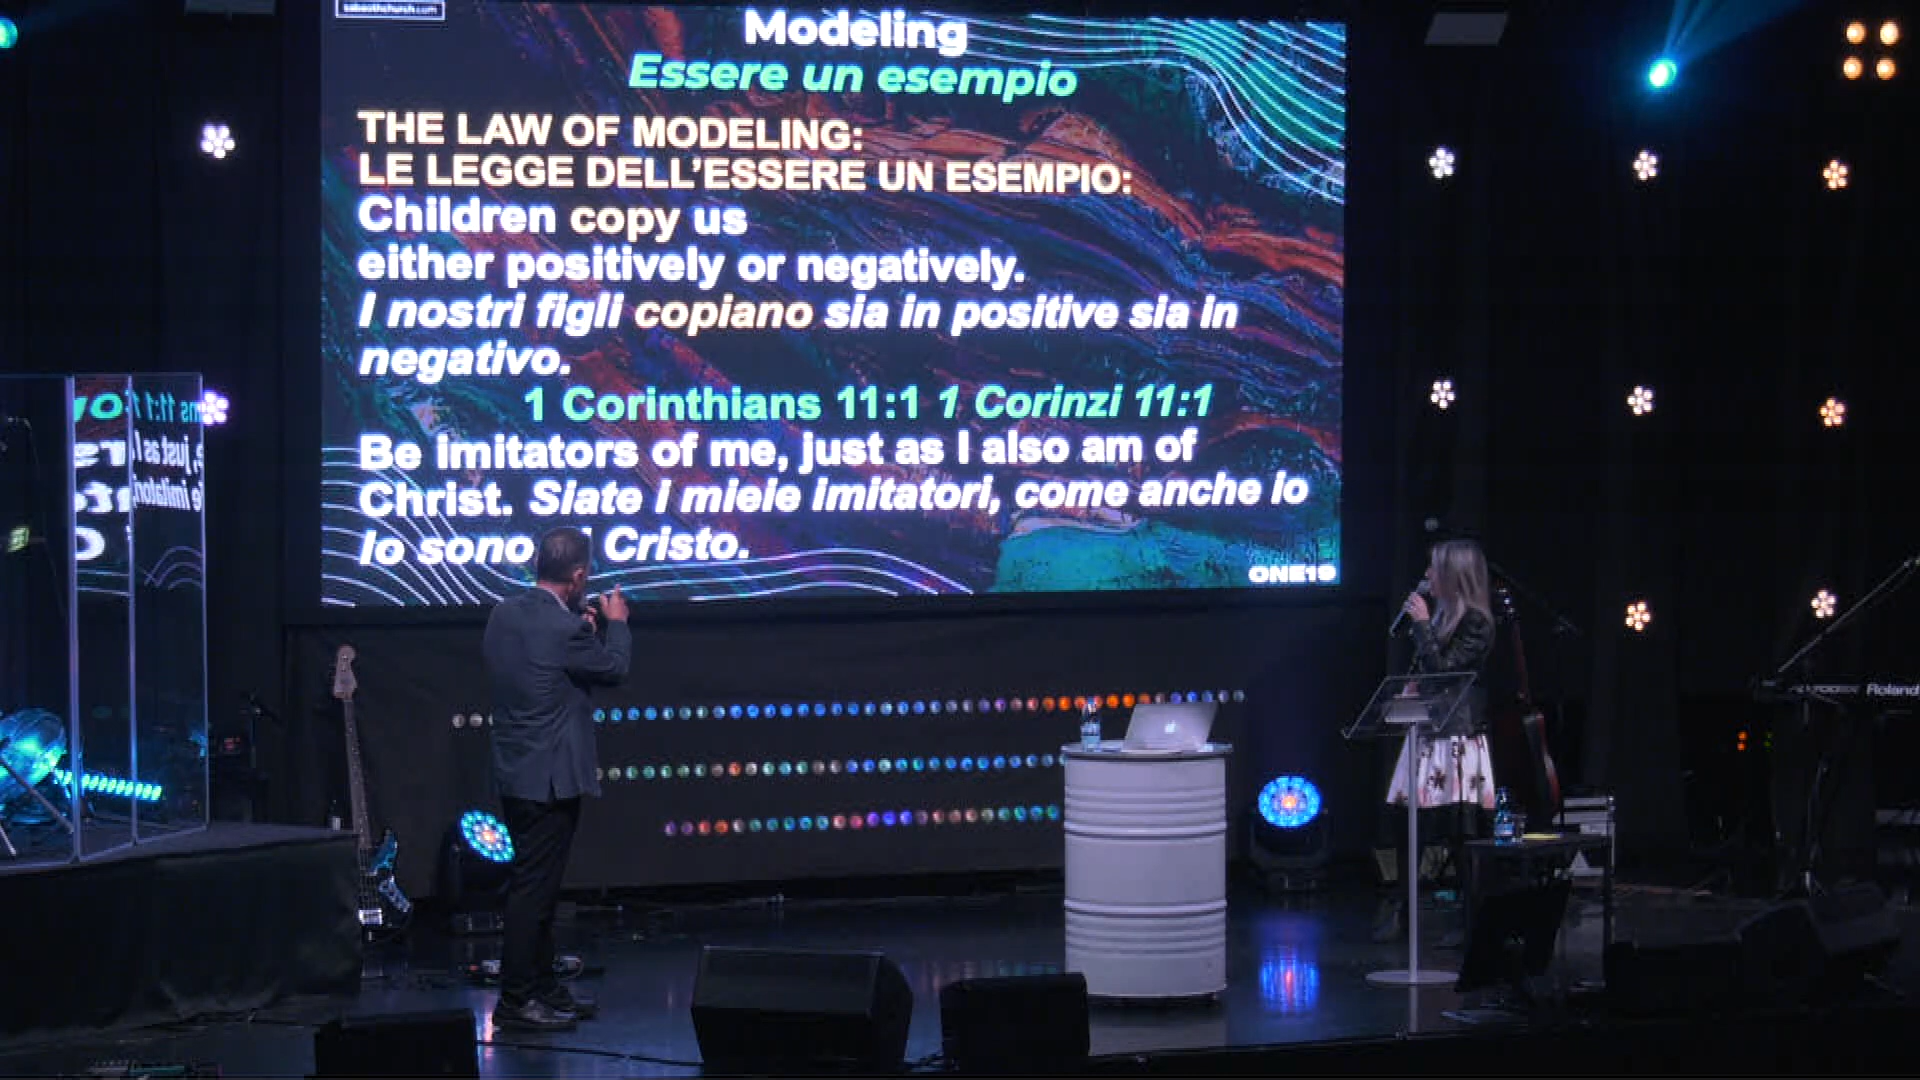 sabaothchurch.com
Modeling
Essere un esempio
THE LAW OF MODELING:
LE LEGGE DELL'ESSERE UN ESEMPIO:
Children copy us
either positively or negatively.
I nostri figli copiano sia in positive sia in
negativo.
1 Corinthians 11:1 1 Corinzi 11:1
Be imitators of me, just as I also am of
Christ. Siate i miei e imitatori, come anche io
lo sono Cristo.
ONE19
Roland